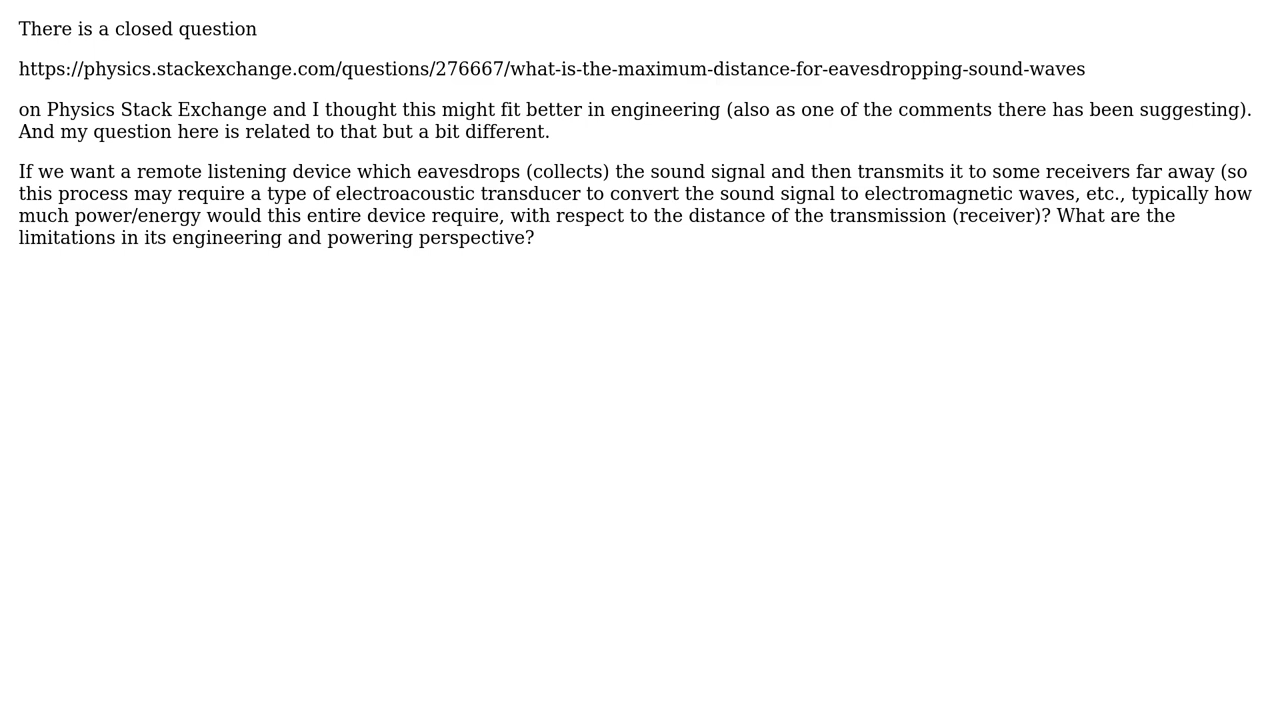 There is a closed question
https://physics.stackexchange.com/questions/276667/what-is-the-maximum-distance-for-eavesdropping-sound-waves
on Physics Stack Exchange and I thought this might fit better in engineering (also as one of the comments there has been suggesting).
And my question here is related to that but a bit different.
If we want a remote listening device which eavesdrops (collects) the sound signal and then transmits it to some receivers far away (so
this process may require a type of electroacoustic transducer to convert the sound signal to electromagnetic waves, etc., typically how
much power/energy would this entire device require, with respect to the distance of the transmission (receiver)? What are the
limitations in its engineering and powering perspective?